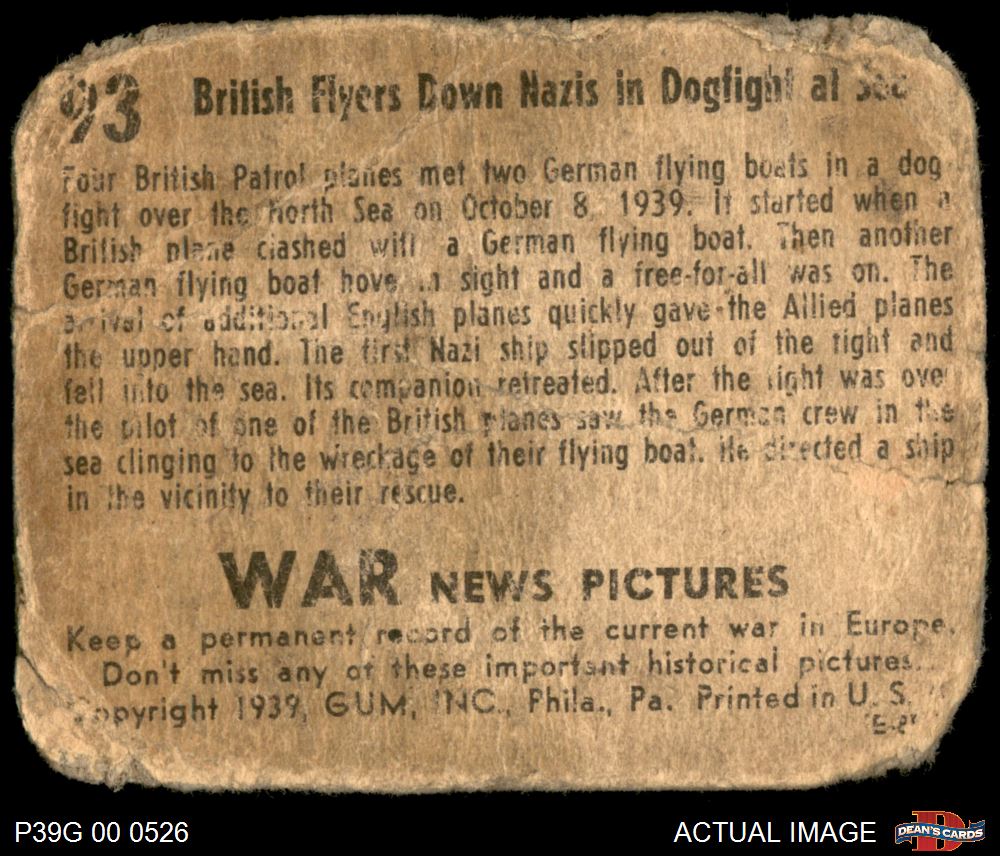 93 British Flyers Down Nazis in Dogfight at Sea
Four British Patrol planes met two German flying boats in a dog
fight over the North Sea on October 8, 1939. It started when a
British plane clashed with a German flying boat. Then another
German flying boat hove in sight and a free-for-all was on. The
arrival of additional English planes quickly gave the Allied planes
the upper hand. The first Nazi ship slipped out of the fight and
fell into the sea. Its companion retreated. After the fight was over
the pilot of one of the British planes saw the German crew in the
sea clinging to the wreckage of their flying boat. He directed a ship
in the vicinity to their rescue.
WAR NEWS PICTURES
Keep a permanent record of the current war in Europe.
Don't miss any of these important historical pictures.
Copyright 1939, GUM, INC., Phila., Pa. Printed in U. S.
P39G 00 0526
ACTUAL IMAGE
DEAN'S CARDS